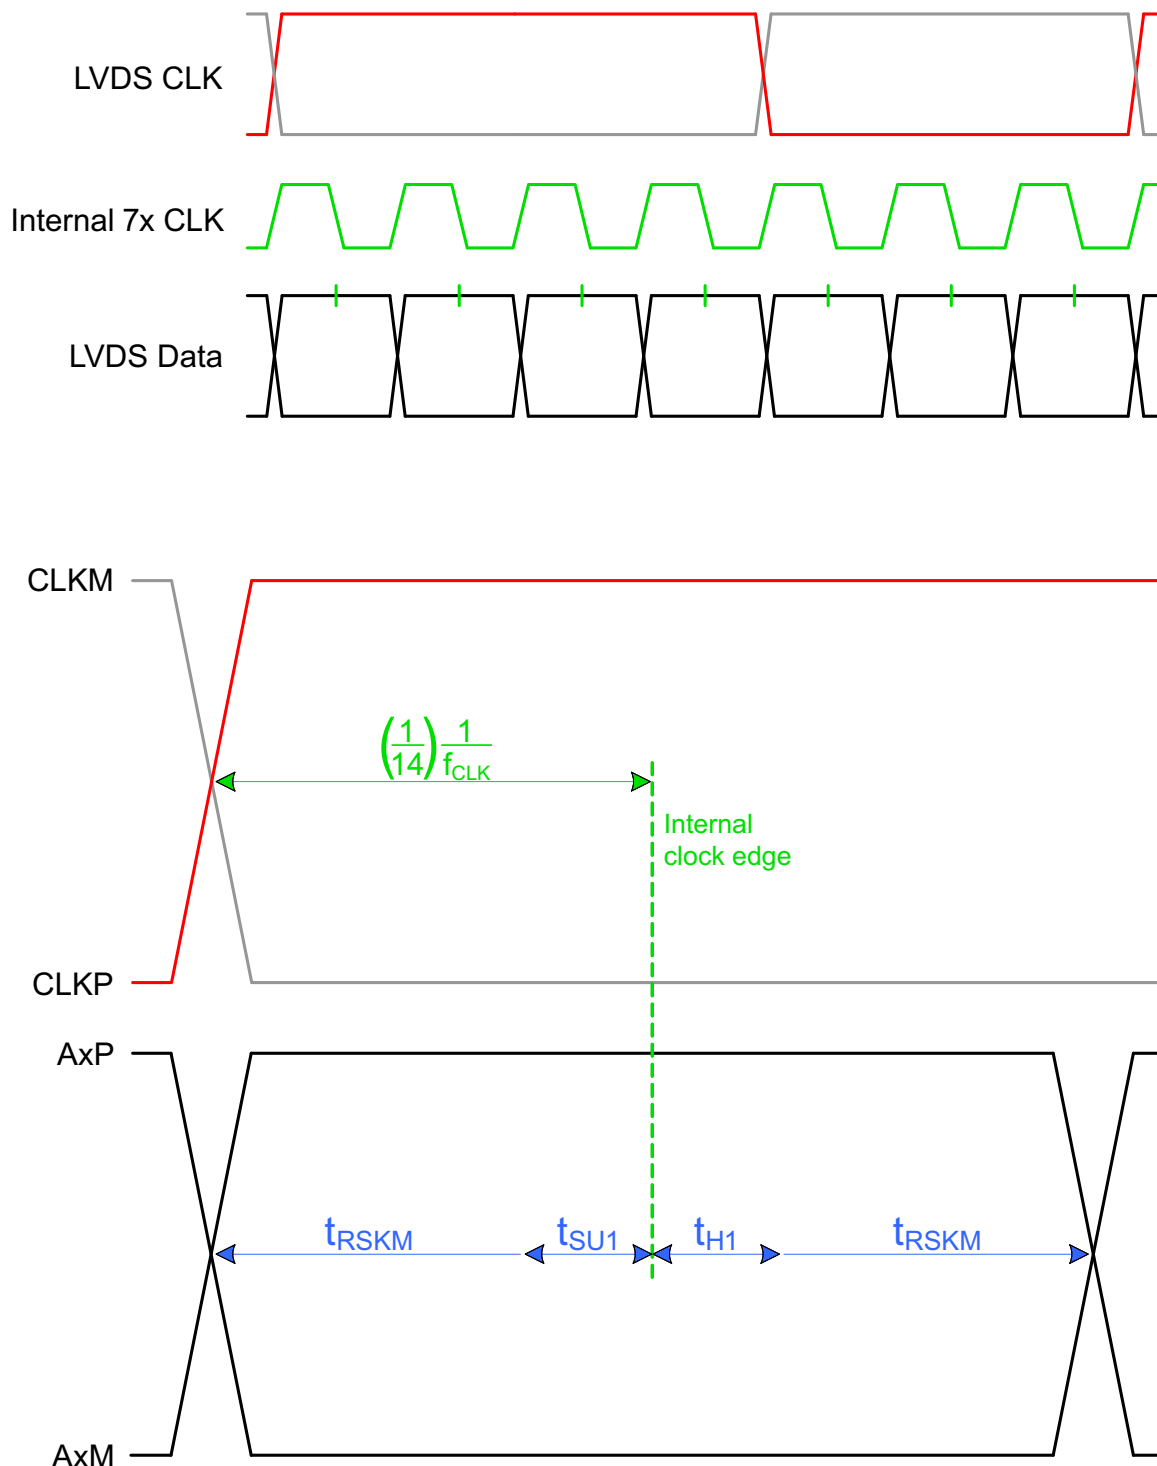 LVDS CLK
Internal 7x CLK
LVDS Data
CLKM
(1/14) 1/fCLK
Internal
clock edge
CLKP
AxP
tRSKM tSU1 tH1 tRSKM
AxM